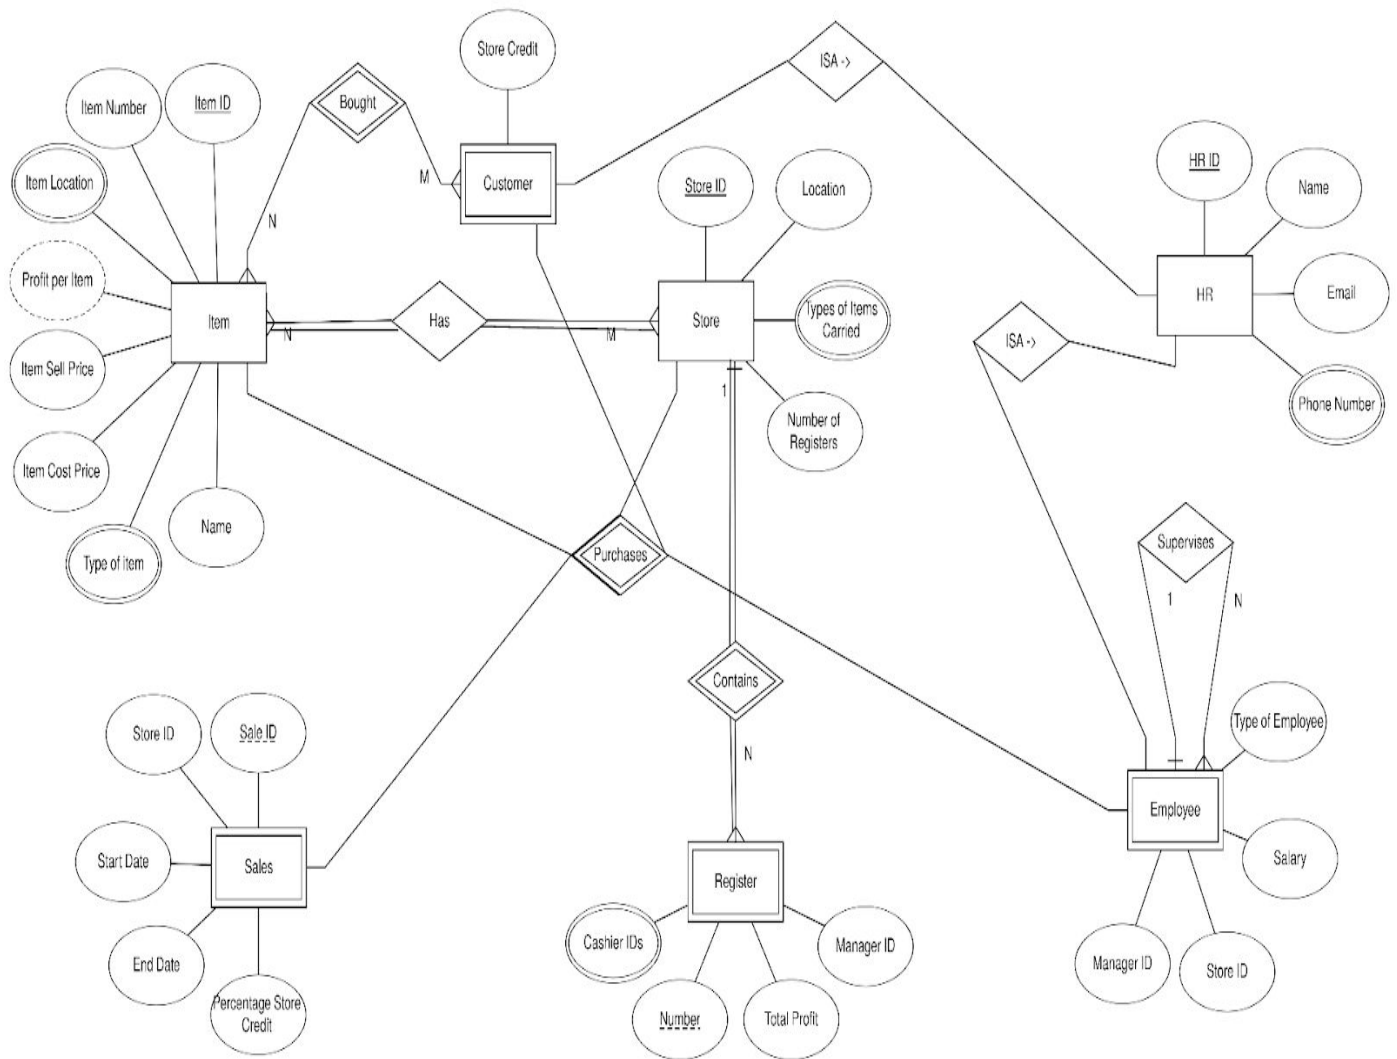 Store Credit
ISA ->
Item Number
Item ID
Bought
HR ID
Name
Item Location
M
Customer
Store ID
Location
N
Profit per Item
Item
N
Has
M
Store
Types of Items
Carried
HR
Email
ISA ->
Item Sell Price
1
Phone Number
Number of
Registers
Item Cost Price
Name
Type of item
Purchases
Supervises
1
N
Contains
Store ID
Sale ID
N
Type of Employee
Employee
Start Date
Sales
Register
Salary
End Date
Percentage Store
Credit
Cashier IDs
Manager ID
Number
Total Profit
Manager ID
Store ID